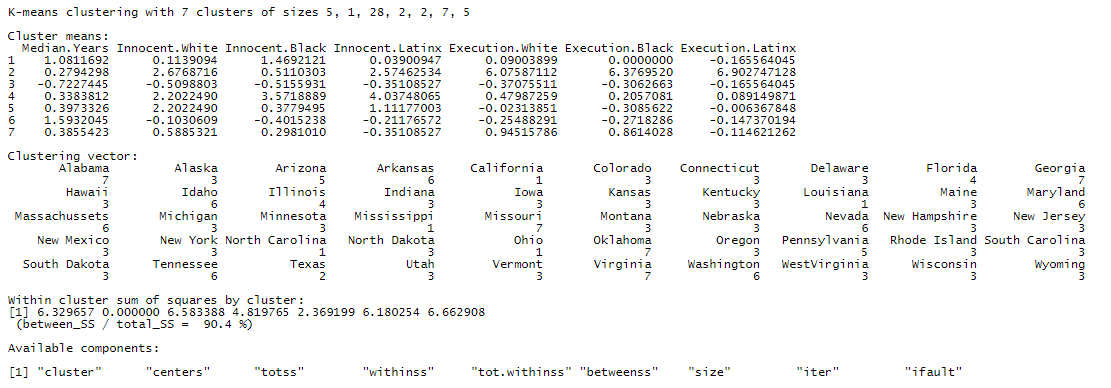 K-means clustering with 7 clusters of sizes 5, 1, 28, 2, 2, 7, 5
Cluster means:
Median.Years Innocent.White Innocent.Black Innocent.Latinx Execution.White Execution.Black Execution.Latinx
1 1.0811692 0.1139094 1.4692121 0.03900947 0.09003899 0.0000000 -0.165564045
2 0.2794298 2.6768716 0.5110303 2.57462534 6.07587112 6.3769520 6.902747128
3 -0.7227445 -0.5098803 -0.5155931 -0.35108527 -0.37075511 -0.3062663 -0.165564045
4 0.3383812 2.2022490 3.5718889 4.03748065 0.47987259 0.2057081 0.089149871
5 0.3973326 2.2022490 0.3779495 1.11177003 -0.02313851 -0.3085622 -0.006367848
6 1.5932045 -0.1030609 -0.4015238 -0.21176572 -0.25488291 -0.2718286 -0.147370194
7 0.3855423 0.5885321 0.2981010 -0.35108527 0.94515786 0.8614028 -0.114621262
Clustering vector:
Alabama Alaska Arizona Arkansas California Colorado Connecticut Delaware Florida Georgia
7 3 5 6 1 3 3 3 4 7
Hawaii Idaho Illinois Indiana Iowa Kansas Kentucky Louisiana Maine Maryland
3 6 4 3 3 3 3 1 3 6
Massachussets Michigan Minnesota Mississippi Missouri Montana Nebraska Nevada New Hampshire New Jersey
6 3 3 1 7 3 3 6 3 3
New Mexico New York North Carolina North Dakota Ohio Oklahoma Oregon Pennsylvania Rhode Island South Carolina
3 3 1 3 1 7 3 5 3 3
South Dakota Tennessee Texas Utah Vermont Virginia Washington WestVirginia Wisconsin Wyoming
3 6 2 3 3 7 6 3 3 3
Within cluster sum of squares by cluster:
[1] 6.329657 0.000000 6.583388 4.819765 2.369199 6.180254 6.662908
(between_SS / total_SS = 90.4 %)
Available components:
[1] "cluster" "centers" "totss" "withinss" "tot.withinss" "betweenss" "size" "iter" "ifault"